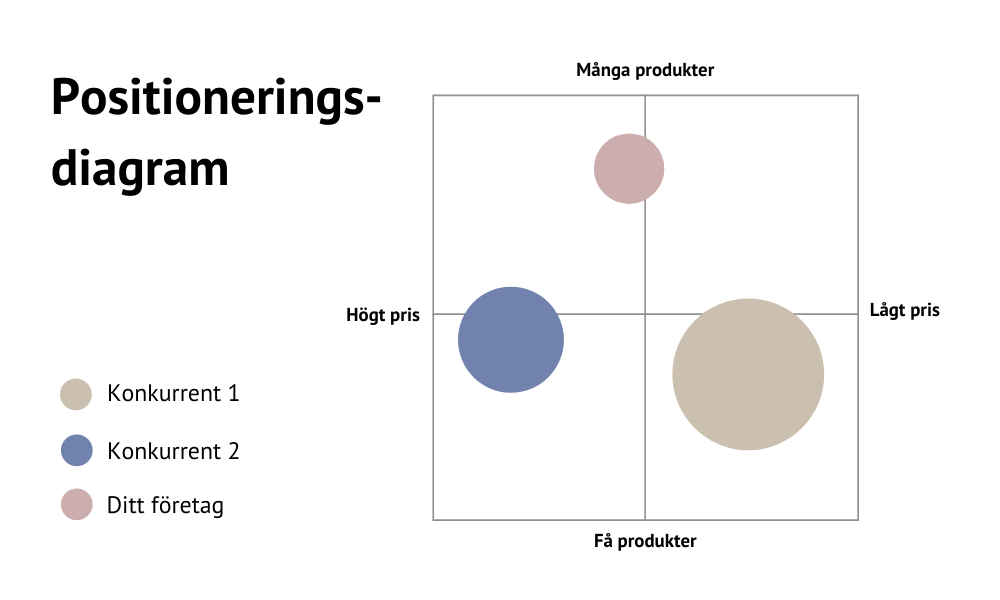 Positionerings-
diagram
Många produkter
Högt pris
Lågt pris
Konkurrent 1
Konkurrent 2
Ditt företag
Få produkter